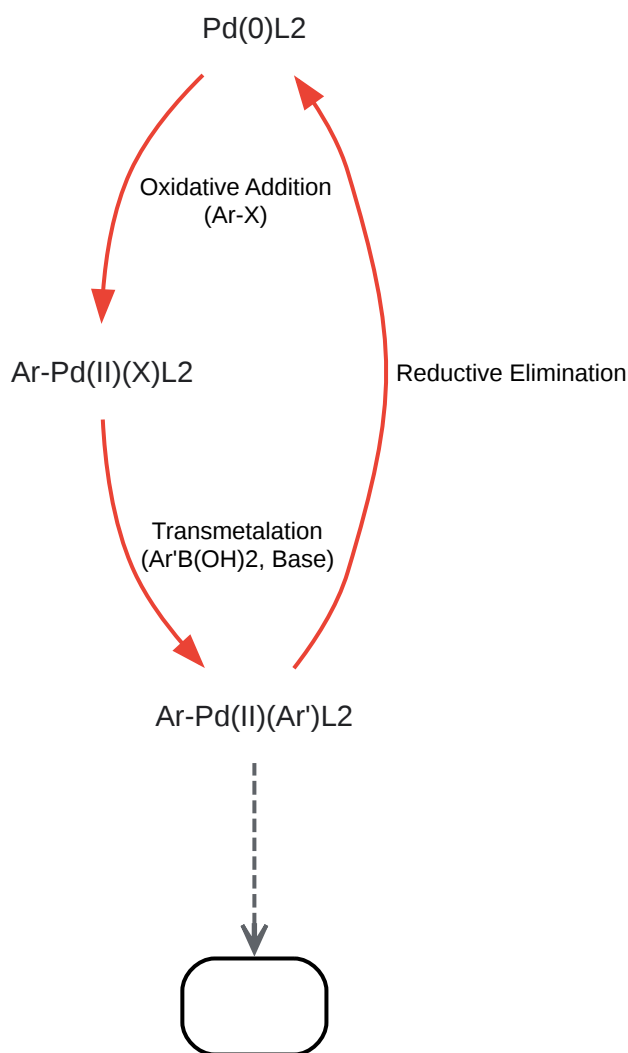 Pd(0)L2
Oxidative Addition
(Ar-X)
Ar-Pd(II)(X)L2
Reductive Elimination
Transmetalation
(Ar'B(OH)2, Base)
Ar-Pd(II)(Ar')L2